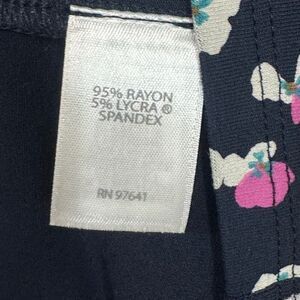 95% RAYON
5% LYCRA ®
SPANDEX
RN 97641